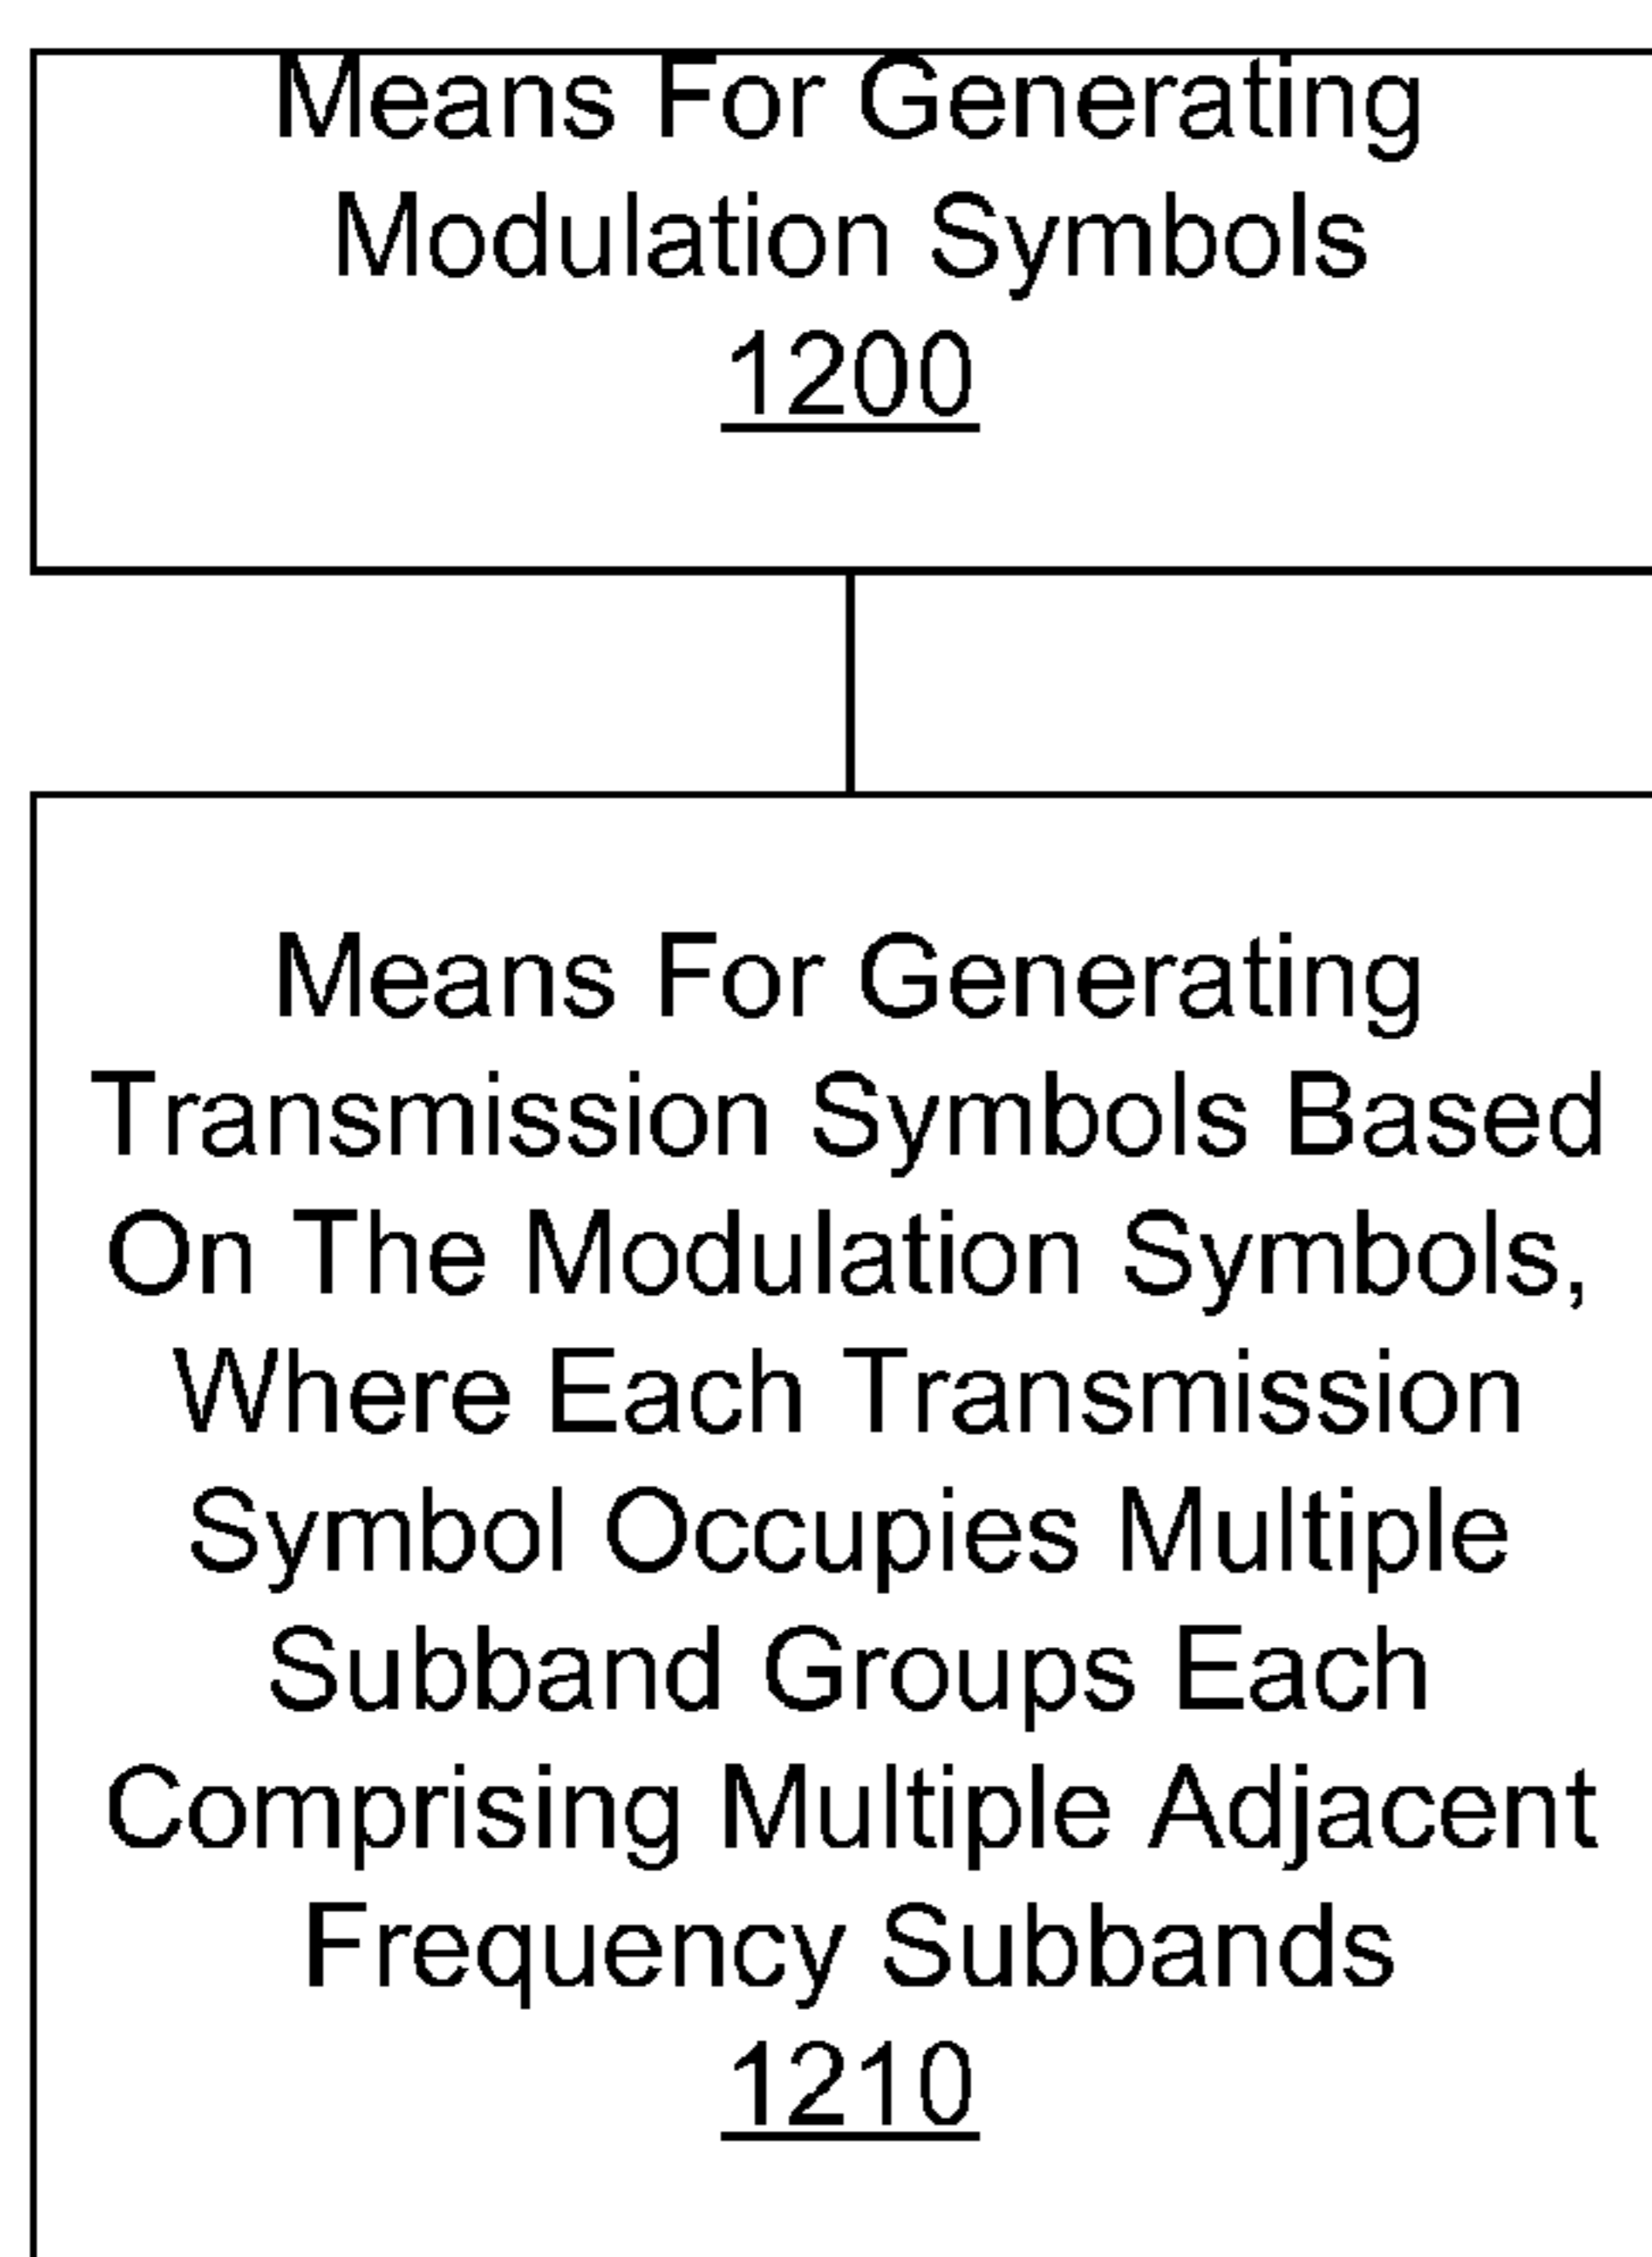 Means For Generating
Modulation Symbols
1200
Means For Generating
Transmission Symbols Based
On The Modulation Symbols,
Where Each Transmission
Symbol Occupies Multiple
Subband Groups Each
Comprising Multiple Adjacent
Frequency Subbands
1210